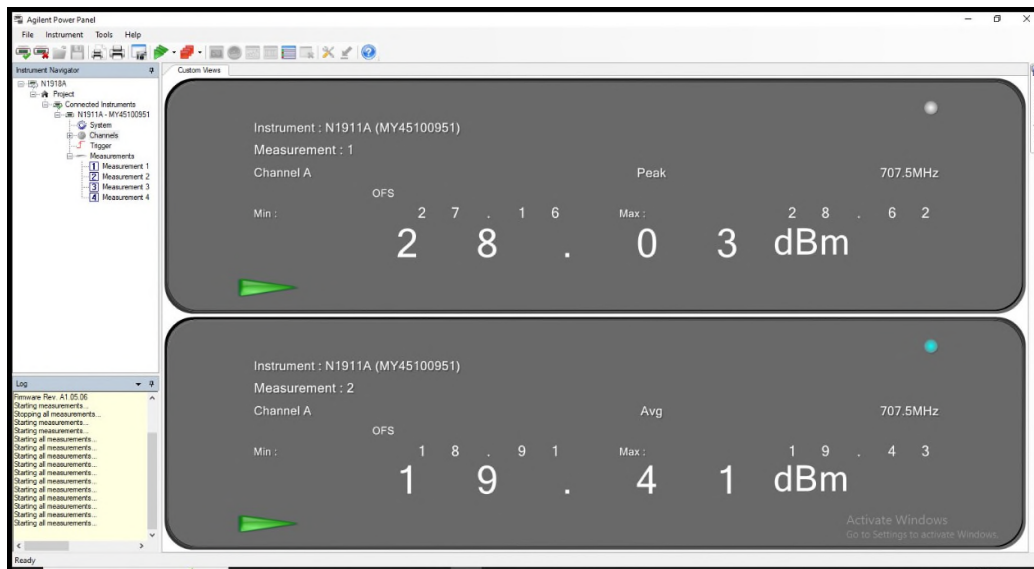 Agilent Power Panel
File Instrument Tools Help
Instrument Navigator
N1918A
Project
Connected Instruments
N1911A - MY45100951
System
Channels
Trigger
Measurements
1 Measurement 1
2 Measurement 2
3 Measurement 3
4 Measurement 4
Log
Firmware Rev. A1.05.06
Starting measurements...
Stopping all measurements...
Starting measurements...
Starting measurements...
Starting all measurements...
Starting all measurements...
Starting all measurements...
Starting all measurements...
Starting all measurements...
Starting all measurements...
Starting all measurements...
Starting all measurements...
Starting all measurements...
Starting all measurements...
Starting all measurements...
Ready
Custom Views
Instrument : N1911A (MY45100951)
Measurement : 1
Channel A Peak 707.5MHz
OFS
Min : 27.16 Max : 28.62
28.03 dBm
Instrument : N1911A (MY45100951)
Measurement : 2
Channel A Avg 707.5MHz
OFS
Min : 18.91 Max : 19.43
19.41 dBm
Activate Windows
Go to Settings to activate Windows.